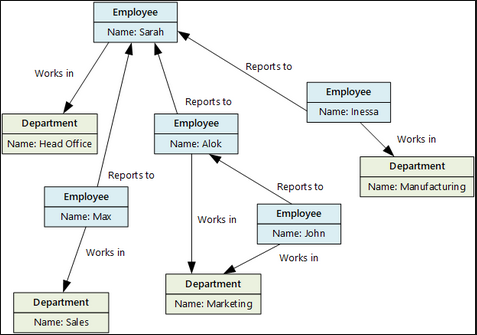 Employee
Name: Sarah
Works in
Reports to
Reports to
Employee
Name: Inessa
Department
Name: Head Office
Employee
Name: Alok
Works in
Department
Name: Manufacturing
Reports to
Reports to
Employee
Name: Max
Works in
Employee
Name: John
Works in
Works in
Department
Name: Sales
Department
Name: Marketing